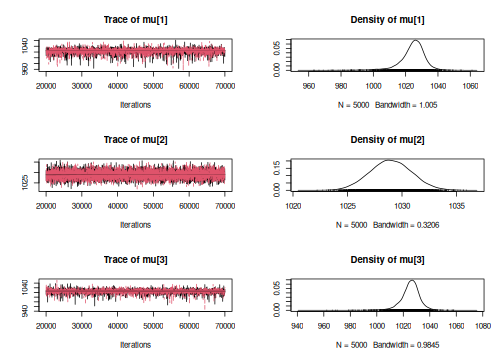 Trace of mu[1]
1040
960
20000 30000 40000 50000 60000 70000
Iterations
Density of mu[1]
0.05
0.00
960 980 1000 1020 1040 1060
N = 5000 Bandwidth = 1.005
Trace of mu[2]
1025
20000 30000 40000 50000 60000 70000
Iterations
Density of mu[2]
0.15
0.00
1020 1025 1030 1035
N = 5000 Bandwidth = 0.3206
Trace of mu[3]
1040
940
20000 30000 40000 50000 60000 70000
Iterations
Density of mu[3]
0.05
0.00
940 960 980 1000 1020 1040 1060 1080
N = 5000 Bandwidth = 0.9845